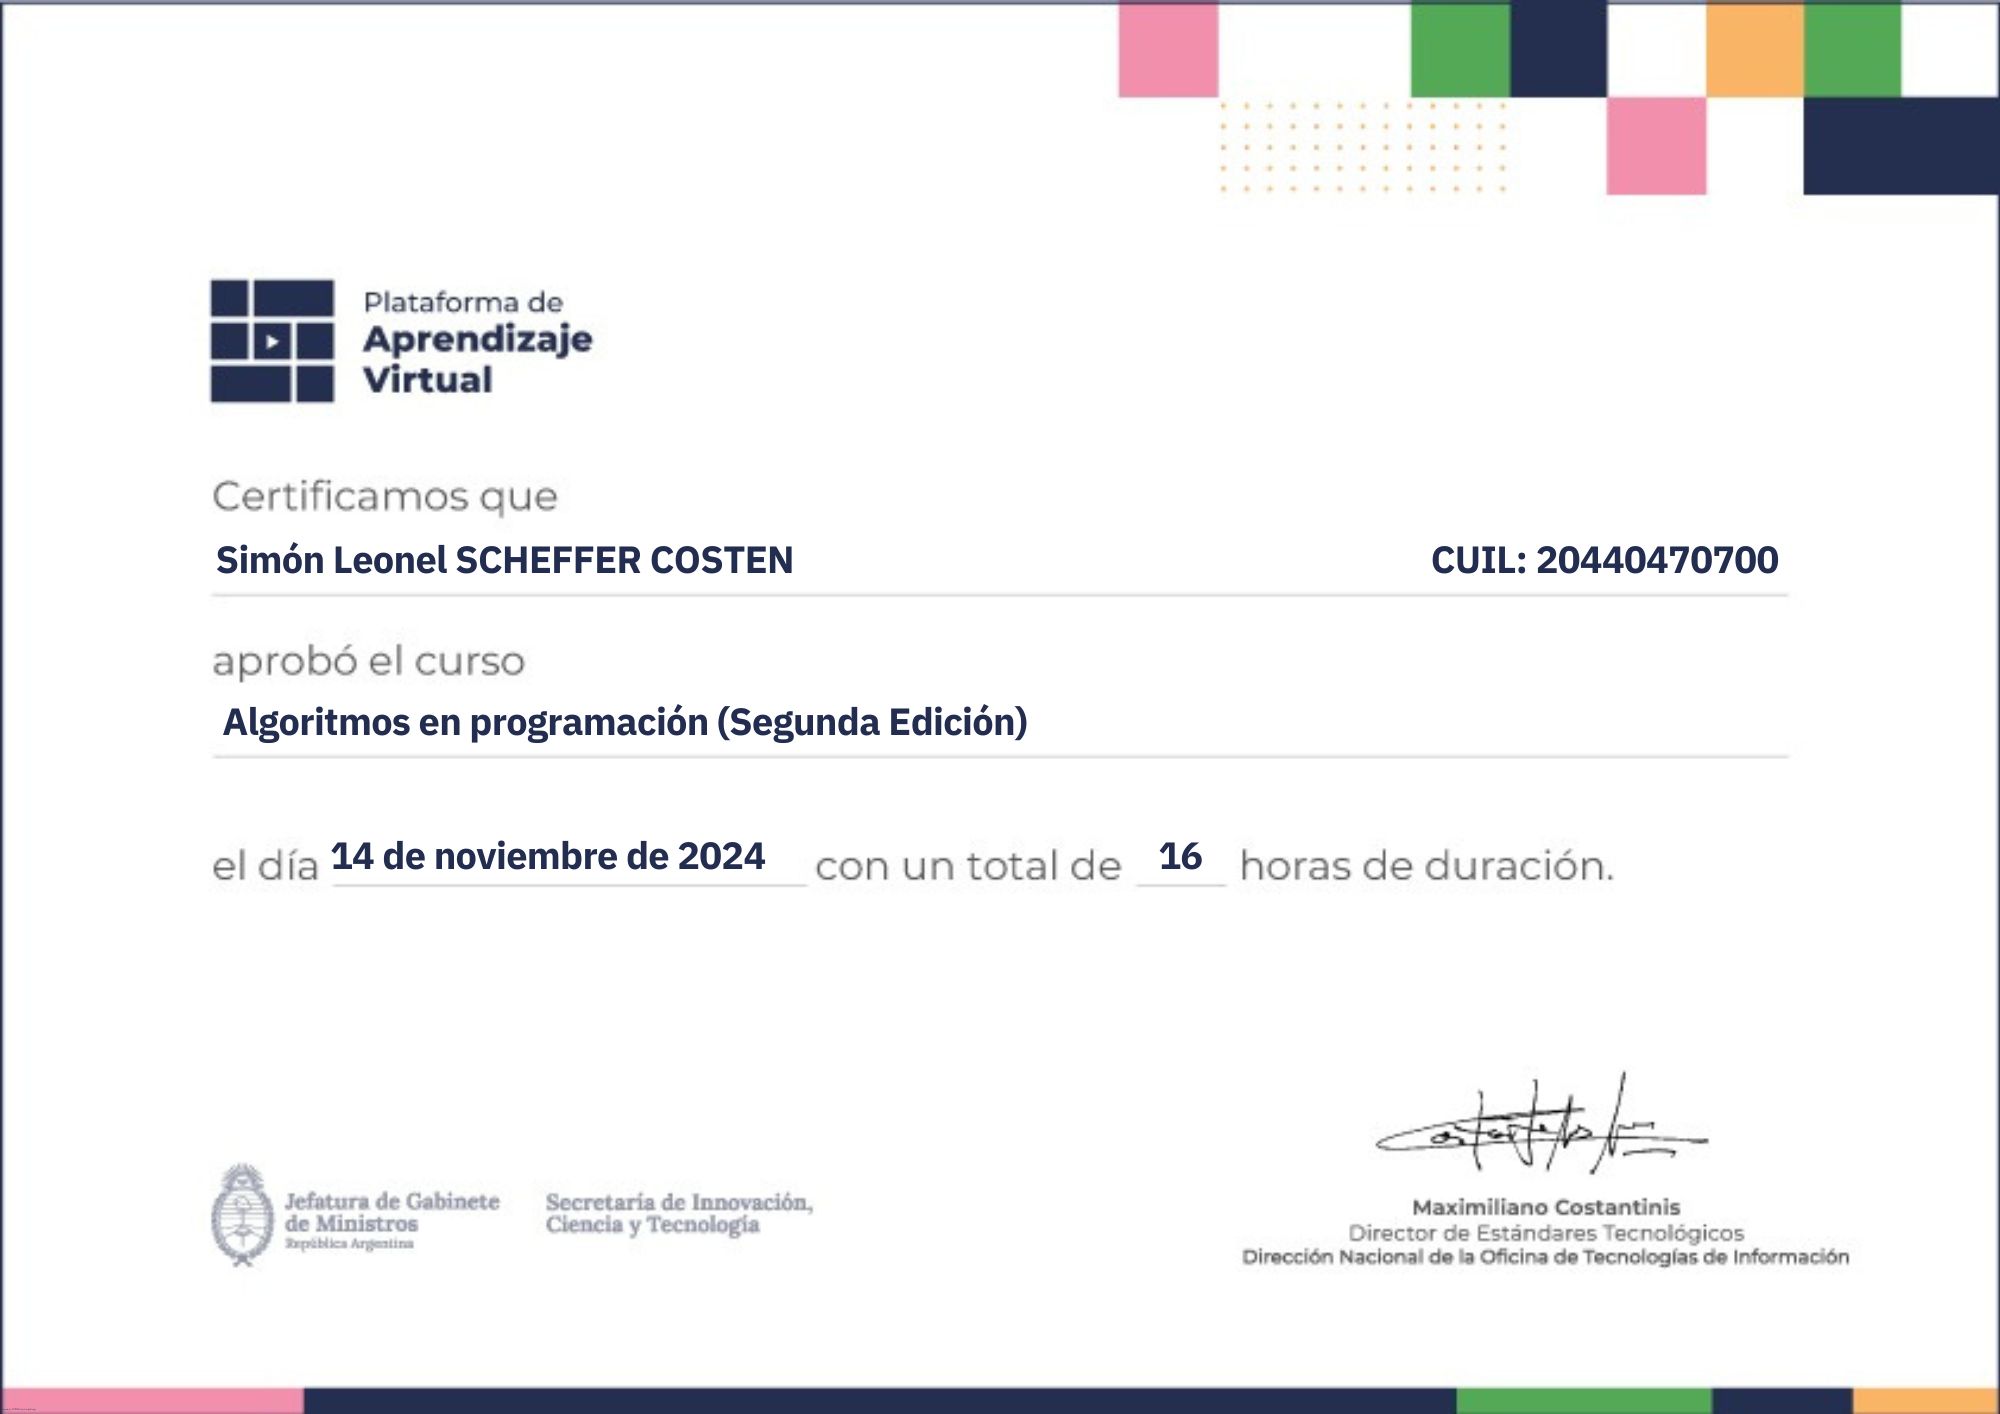 Plataforma de
Aprendizaje
Virtual
Certificamos que
Simón Leonel SCHEFFER COSTEN CUIL: 20440470700
aprobó el curso
Algoritmos en programación (Segunda Edición)
el día 14 de noviembre de 2024 con un total de 16 horas de duración.
Jefatura de Gabinete
de Ministros
República Argentina
Secretaría de Innovación,
Ciencia y Tecnología
Maximiliano Costantinis
Director de Estándares Tecnológicos
Dirección Nacional de la Oficina de Tecnologías de Información